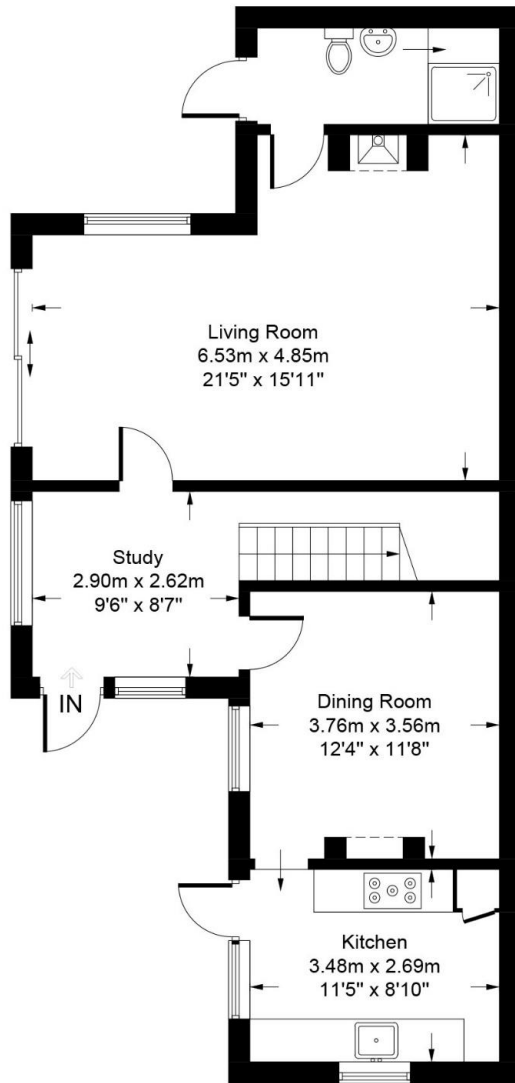 Living Room
6.53m x 4.85m
21'5" x 15'11"
Study
2.90m x 2.62m
9'6" x 8'7"
IN
Dining Room
3.76m x 3.56m
12'4" x 11'8"
Kitchen
3.48m x 2.69m
11'5" x 8'10"